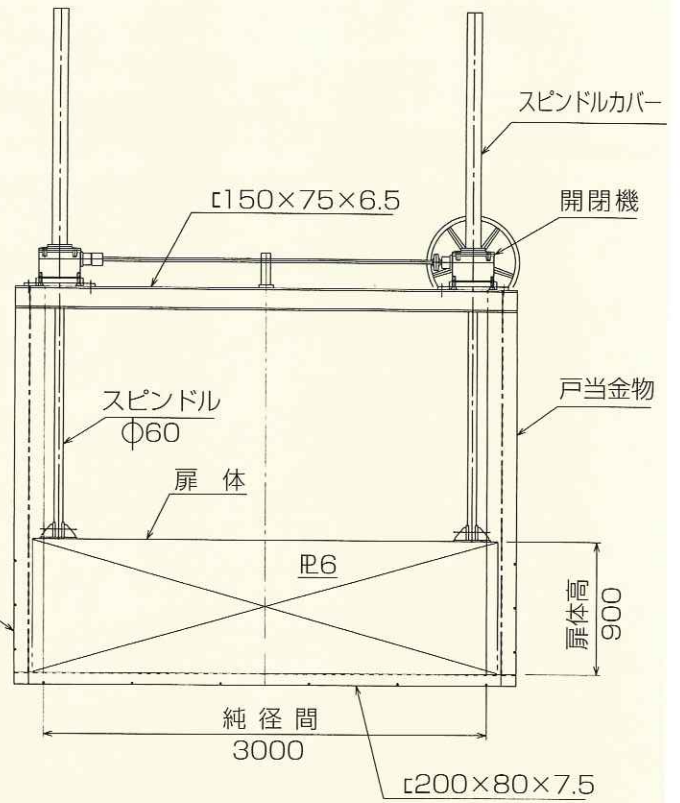 スピンドルカバー
[150×75×6.5
開閉機
戸当金物
スピンドル
Φ60
扉 体
PL6
扉体高
900
純径間
3000
[200×80×7.5